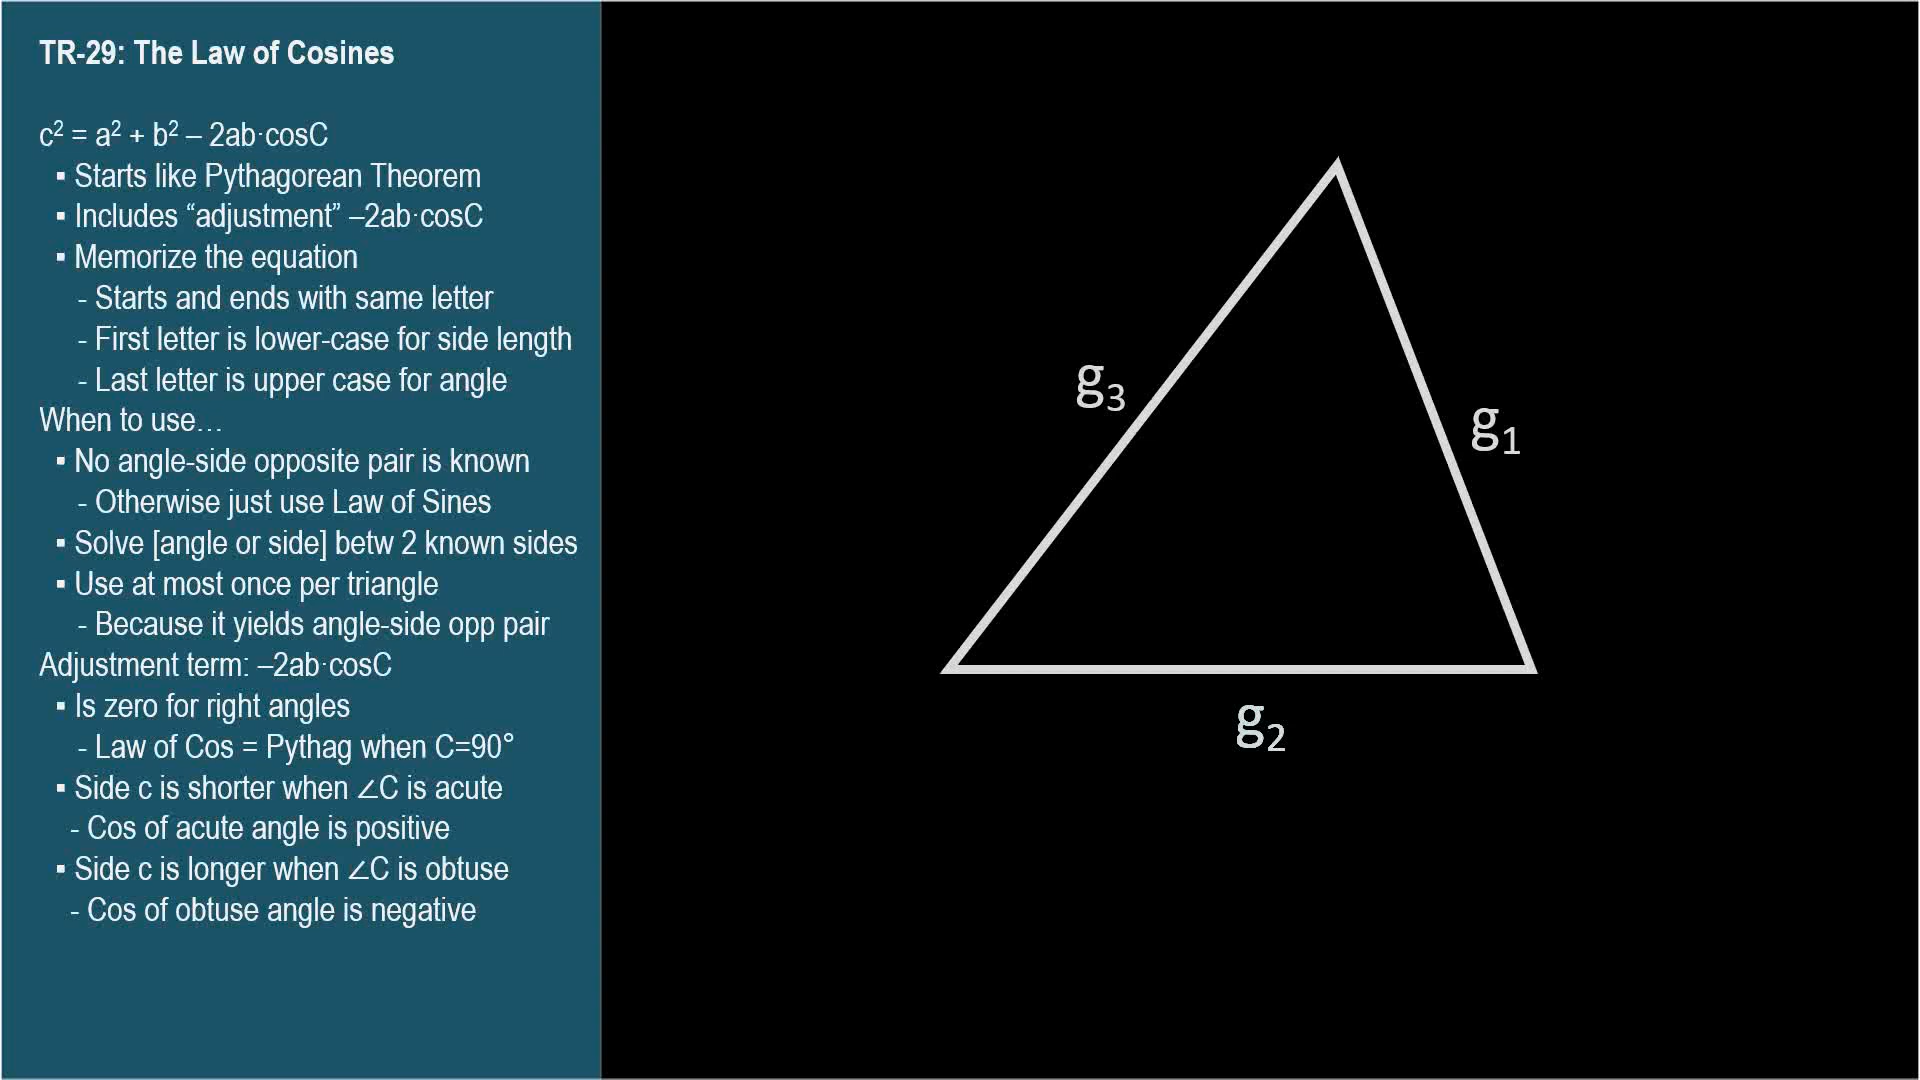 TR-29: The Law of Cosines
c² = a² + b² – 2ab·cosC
▪ Starts like Pythagorean Theorem
▪ Includes “adjustment” –2ab·cosC
▪ Memorize the equation
- Starts and ends with same letter
- First letter is lower-case for side length
- Last letter is upper case for angle
When to use…
▪ No angle-side opposite pair is known
- Otherwise just use Law of Sines
▪ Solve [angle or side] betw 2 known sides
▪ Use at most once per triangle
- Because it yields angle-side opp pair
Adjustment term: –2ab·cosC
▪ Is zero for right angles
- Law of Cos = Pythag when C=90°
▪ Side c is shorter when ∠C is acute
- Cos of acute angle is positive
▪ Side c is longer when ∠C is obtuse
- Cos of obtuse angle is negative
g₃
g₁
g₂